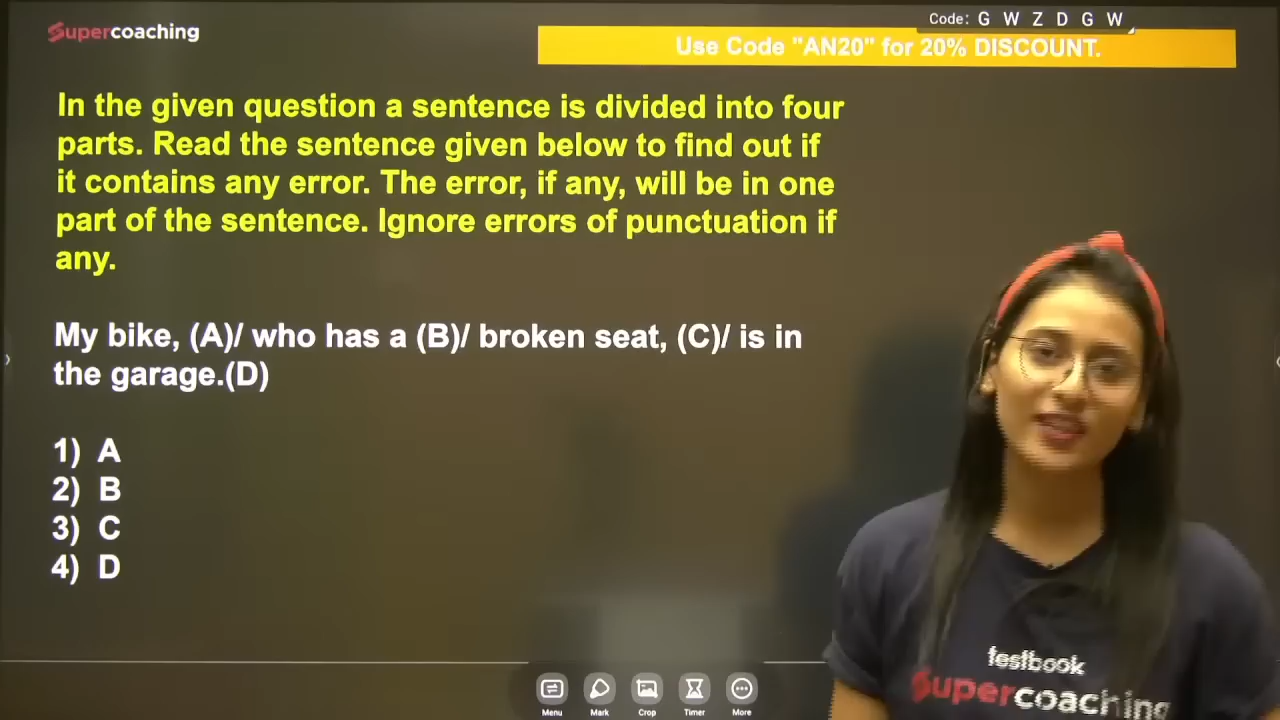 Supercoaching
Code: G W Z D G W
Use Code "AN20" for 20% DISCOUNT.
In the given question a sentence is divided into four
parts. Read the sentence given below to find out if
it contains any error. The error, if any, will be in one
part of the sentence. Ignore errors of punctuation if
any.
My bike, (A)/ who has a (B)/ broken seat, (C)/ is in
the garage.(D)
1) A
2) B
3) C
4) D
testbook
Supercoaching
Menu Mark Crop Timer More